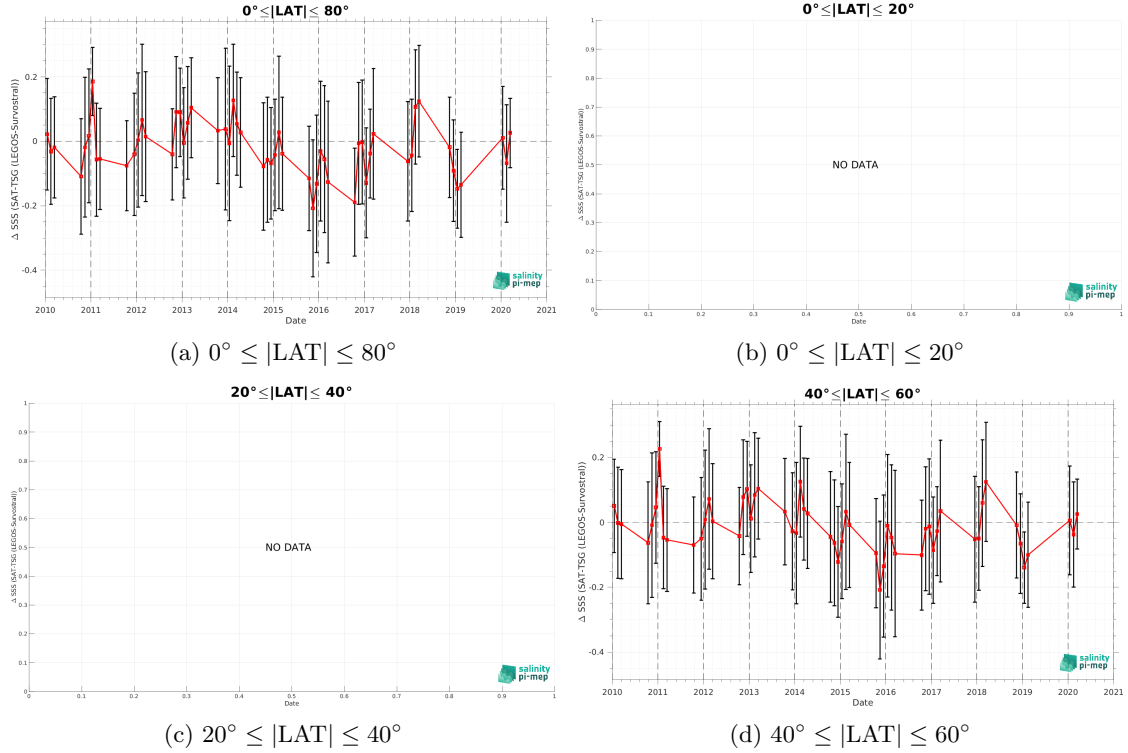 0°≤|LAT|≤ 80°
Δ SSS (SAT-TSG (LEGOS-Survostral))
0.2
0
-0.2
-0.4
2010 2011 2012 2013 2014 2015 2016 2017 2018 2019 2020 2021
Date
salinity
pi-mep
(a) 0° ≤ |LAT| ≤ 80°
0°≤|LAT|≤ 20°
Δ SSS (SAT-TSG (LEGOS-Survostral))
1
0.9
0.8
0.7
0.6
0.5
0.4
0.3
0.2
0.1
0
NO DATA
0 0.1 0.2 0.3 0.4 0.5 0.6 0.7 0.8 0.9 1
Date
salinity
pi-mep
(b) 0° ≤ |LAT| ≤ 20°
20°≤|LAT|≤ 40°
Δ SSS (SAT-TSG (LEGOS-Survostral))
1
0.9
0.8
0.7
0.6
0.5
0.4
0.3
0.2
0.1
0
NO DATA
0 0.1 0.2 0.3 0.4 0.5 0.6 0.7 0.8 0.9 1
Date
salinity
pi-mep
(c) 20° ≤ |LAT| ≤ 40°
40°≤|LAT|≤ 60°
Δ SSS (SAT-TSG (LEGOS-Survostral))
0.2
0
-0.2
-0.4
2010 2011 2012 2013 2014 2015 2016 2017 2018 2019 2020 2021
Date
salinity
pi-mep
(d) 40° ≤ |LAT| ≤ 60°